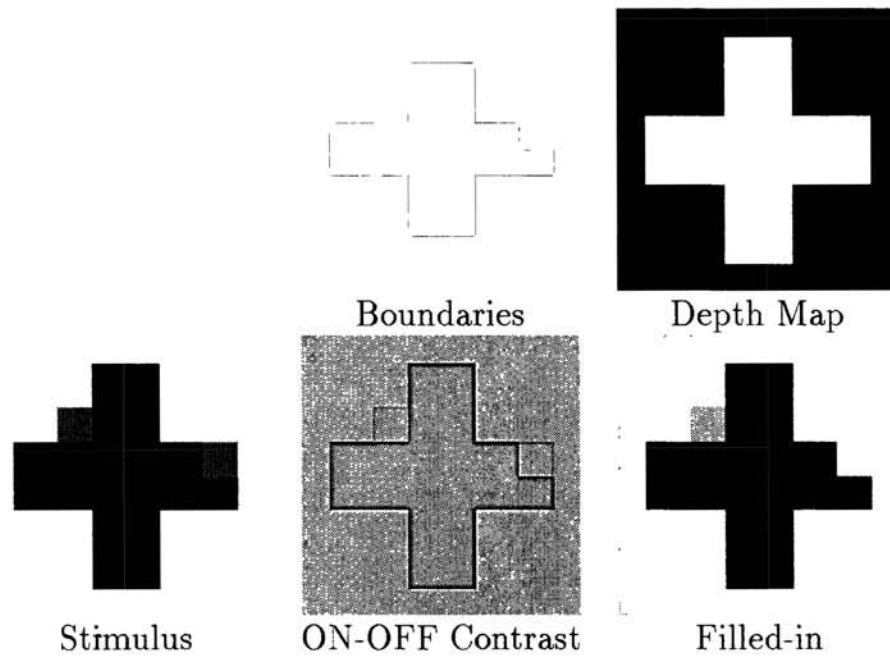 Boundaries
Depth Map
Stimulus
ON-OFF Contrast
Filled-in